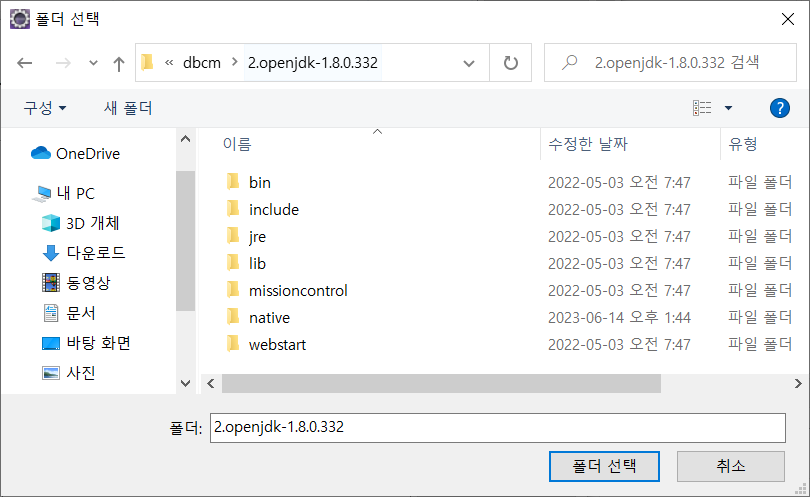 폴더 선택
« dbcm > 2.openjdk-1.8.0.332
2.openjdk-1.8.0.332 검색
구성
새 폴더
OneDrive
내 PC
3D 개체
다운로드
동영상
문서
바탕 화면
사진
이름 수정한 날짜 유형
bin 2022-05-03 오전 7:47 파일 폴더
include 2022-05-03 오전 7:47 파일 폴더
jre 2022-05-03 오전 7:47 파일 폴더
lib 2022-05-03 오전 7:47 파일 폴더
missioncontrol 2022-05-03 오전 7:47 파일 폴더
native 2023-06-14 오후 1:44 파일 폴더
webstart 2022-05-03 오전 7:47 파일 폴더
폴더: 2.openjdk-1.8.0.332
폴더 선택
취소